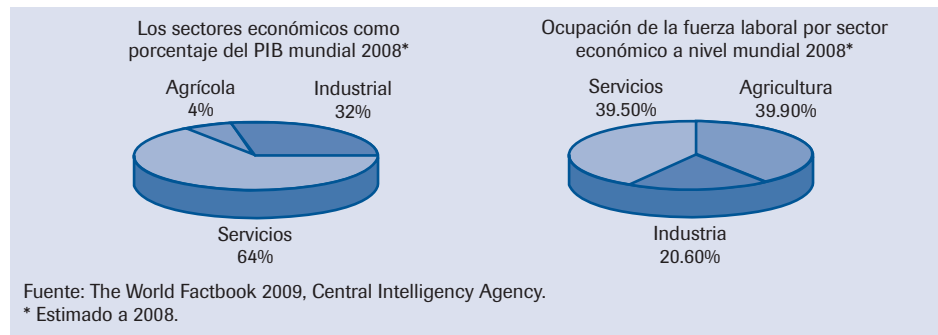 Los sectores económicos como
porcentaje del PIB mundial 2008*
Agrícola
4%
Industrial
32%
Servicios
64%
Ocupación de la fuerza laboral por sector
económico a nivel mundial 2008*
Servicios
39.50%
Agricultura
39.90%
Industria
20.60%
Fuente: The World Factbook 2009, Central Intelligency Agency.
* Estimado a 2008.